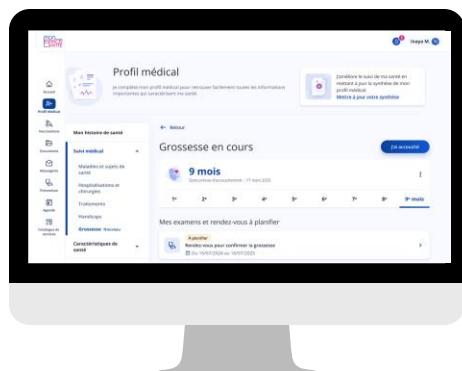 mon
espace
santé
Inaya M.
Profil médical
Je complète mon profil médical pour retrouver facilement toutes les informations
importantes qui caractérisent ma santé.
J'améliore le suivi de ma santé en
mettant à jour la synthèse de mon
profil médical.
Mettre à jour votre synthèse
Accueil
Profil médical
Vaccinations
Documents
Messagerie
Prévention
Agenda
Catalogue de
services
Mon histoire de santé
Suivi médical
Maladies et sujets de
santé
Hospitalisations et
chirurgies
Traitements
Handicaps
Grossesse Nouveau
Caractéristiques de
santé
Retour
Grossesse en cours
J'ai accouché
9 mois
1er
2e
3e
4e
5e
6e
7e
8e
9e mois
Mes examens et rendez-vous à planifier
À planifier
Rendez-vous pour confirmer la grossesse